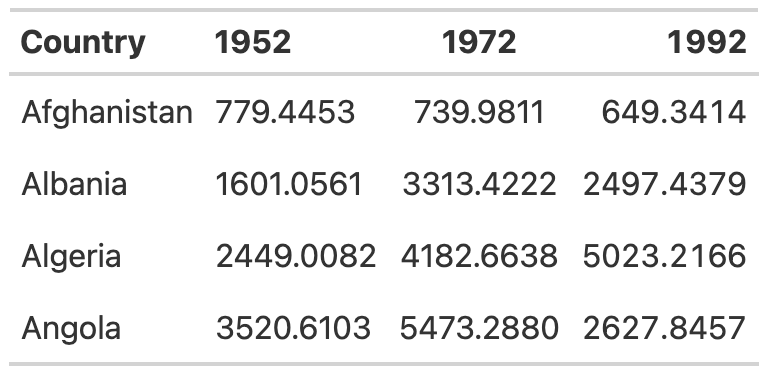 Country 1952 1972 1992
Afghanistan 779.4453 739.9811 649.3414
Albania 1601.0561 3313.4222 2497.4379
Algeria 2449.0082 4182.6638 5023.2166
Angola 3520.6103 5473.2880 2627.8457